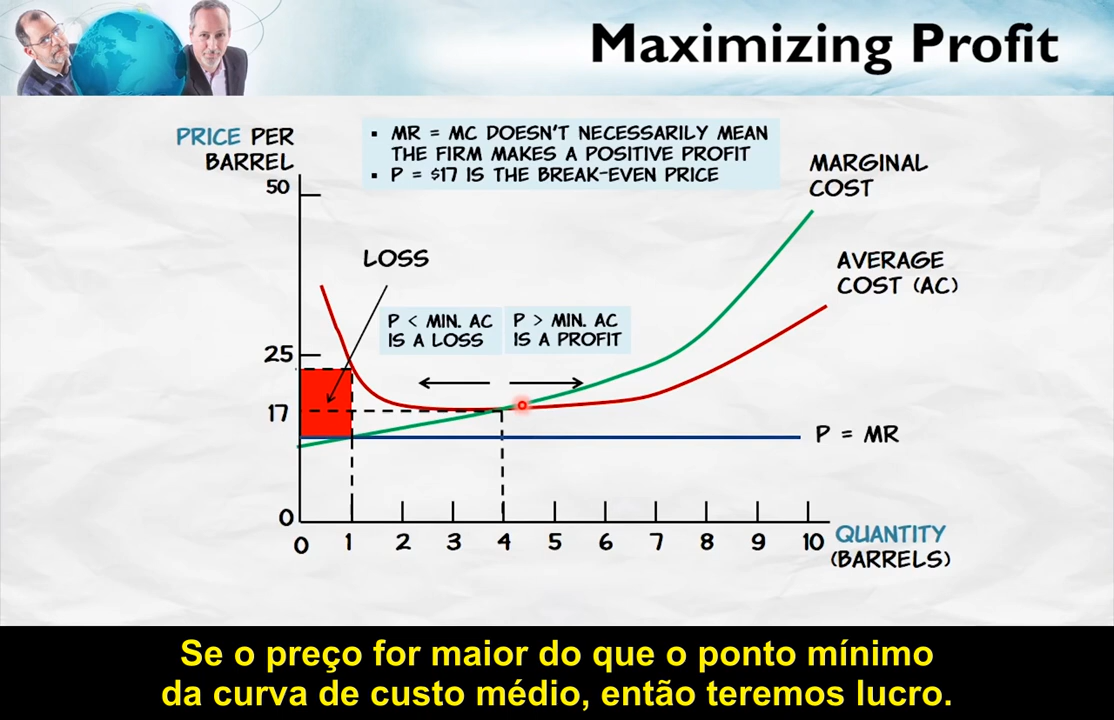 Maximizing Profit
PRICE PER
BARREL
▪ MR = MC DOESN'T NECESSARILY MEAN
THE FIRM MAKES A POSITIVE PROFIT
▪ P = $17 IS THE BREAK-EVEN PRICE
MARGINAL
COST
50
LOSS
AVERAGE
COST (AC)
P < MIN. AC
IS A LOSS
P > MIN. AC
IS A PROFIT
25
17
P = MR
0
0 1 2 3 4 5 6 7 8 9 10
QUANTITY
(BARRELS)
Se o preço for maior do que o ponto mínimo
da curva de custo médio, então teremos lucro.